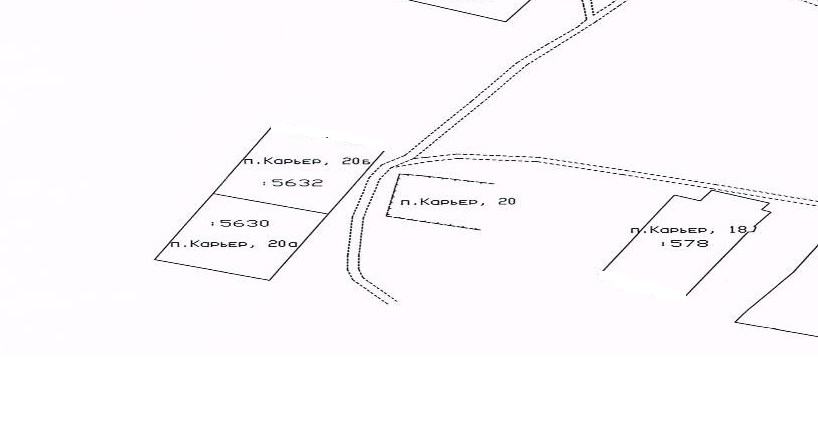 п.Карьер, 20б
:5632
:5630
п.Карьер, 20а
п.Карьер, 20
п.Карьер, 18
:578